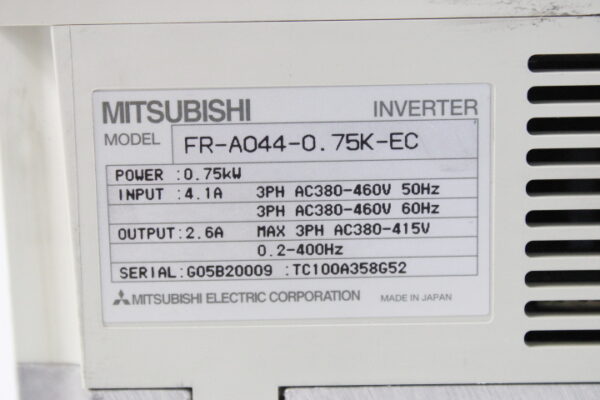 MITSUBISHI INVERTER
MODEL FR-A044-0.75K-EC
POWER :0.75kW
INPUT :4.1A 3PH AC380-460V 50Hz
3PH AC380-460V 60Hz
OUTPUT:2.6A MAX 3PH AC380-415V
0.2-400Hz
SERIAL:G05B20009 :TC100A358G52
MITSUBISHI ELECTRIC CORPORATION MADE IN JAPAN